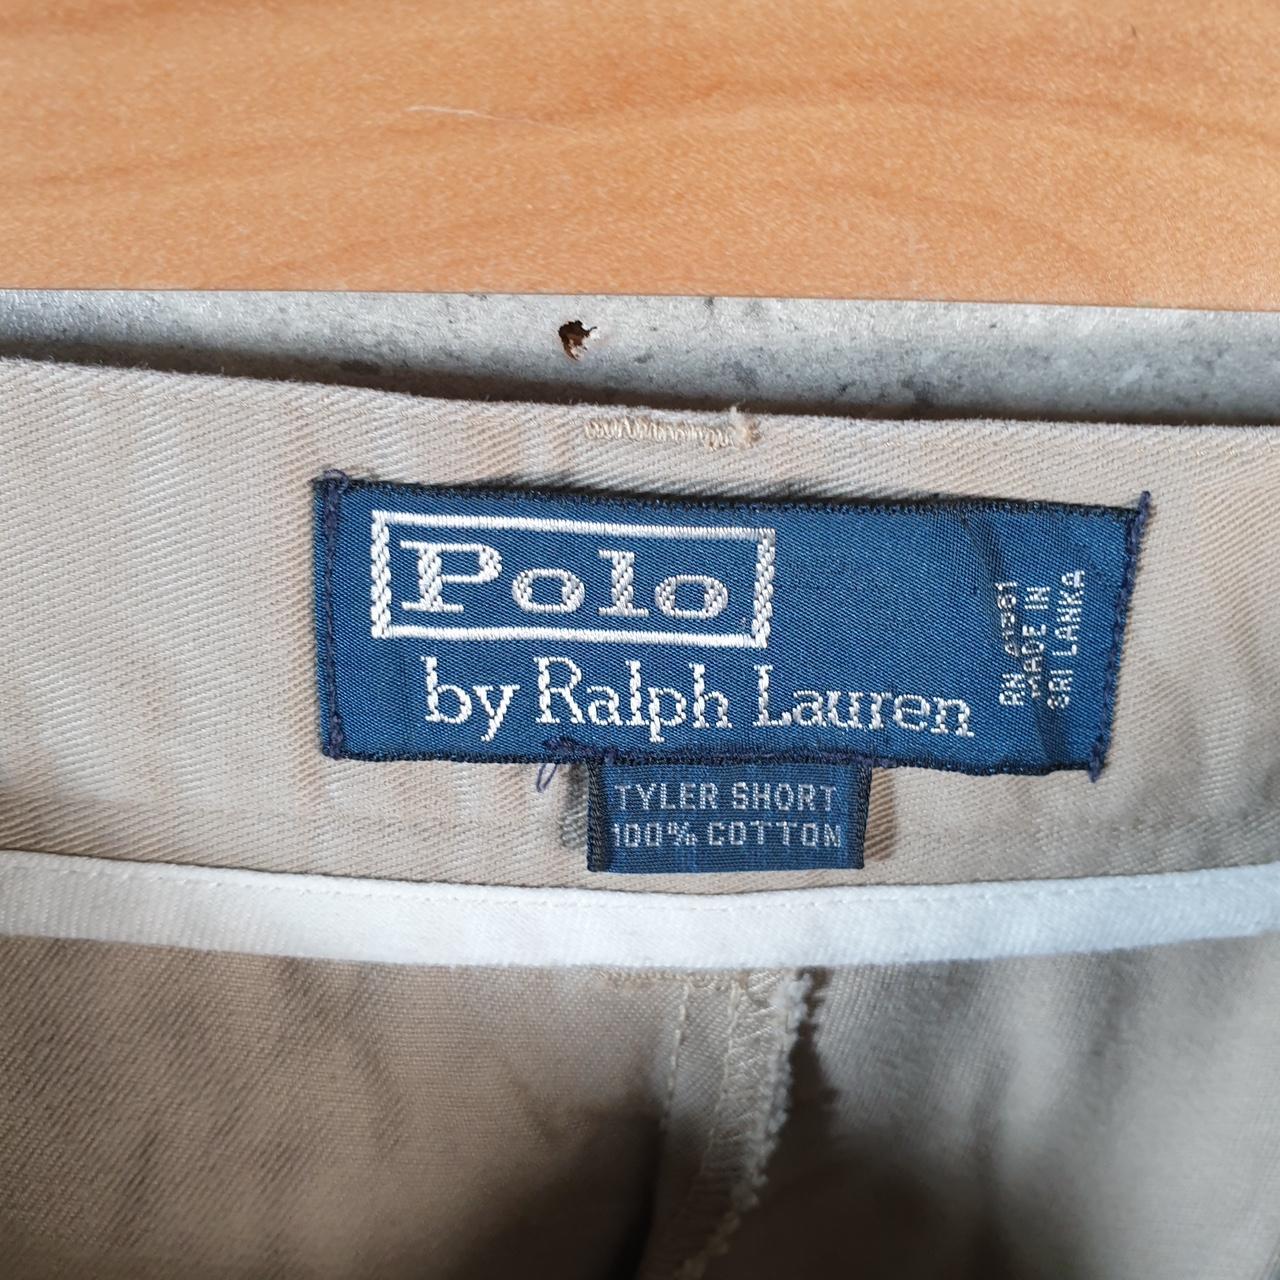 Polo
by Ralph Lauren
RN 41381
MADE IN
SRI LANKA
TYLER SHORT
100% COTTON